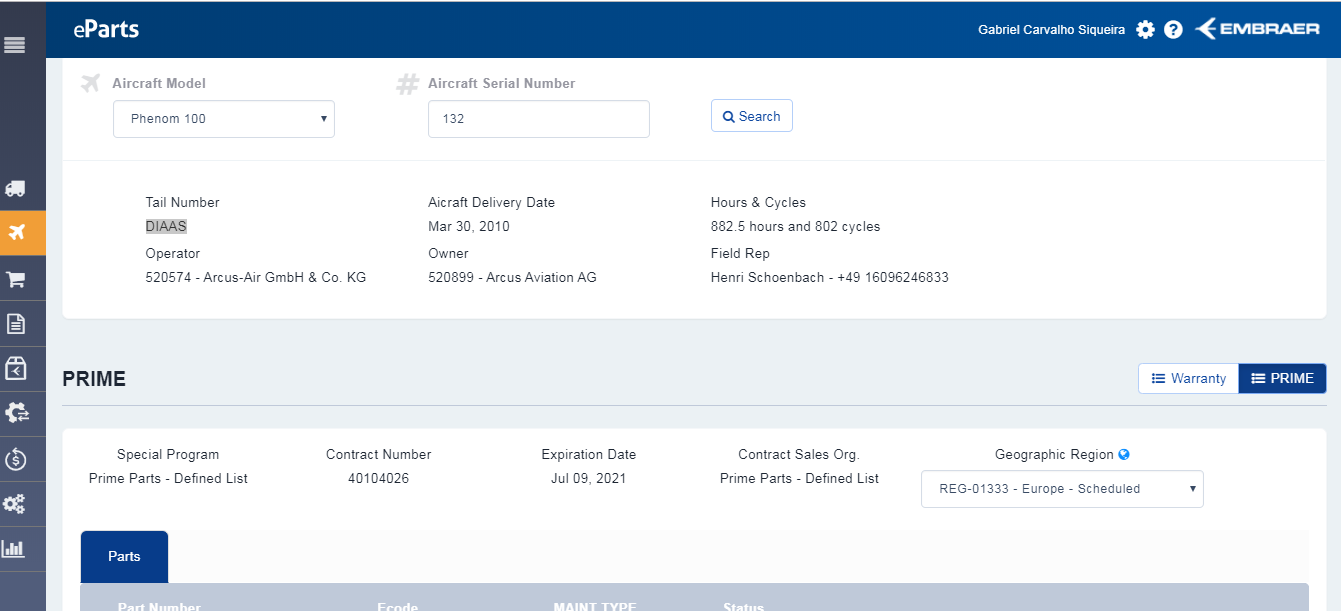 eParts
Gabriel Carvalho Siqueira
EMBRAER
Aircraft Model
# Aircraft Serial Number
Phenom 100
132
Search
Tail Number
Aicraft Delivery Date
Hours & Cycles
DIAAS
Mar 30, 2010
882.5 hours and 802 cycles
Operator
Owner
Field Rep
520574 - Arcus-Air GmbH & Co. KG
520899 - Arcus Aviation AG
Henri Schoenbach - +49 16096246833
PRIME
Warranty
PRIME
Special Program
Contract Number
Expiration Date
Contract Sales Org.
Geographic Region
Prime Parts - Defined List
40104026
Jul 09, 2021
Prime Parts - Defined List
REG-01333 - Europe - Scheduled
Parts
Part Number
Ecode
MAINT TYPE
Status